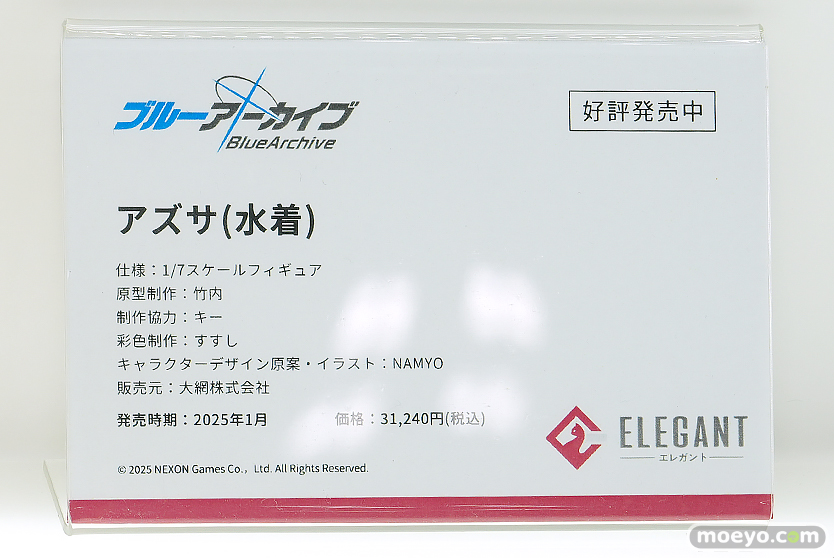 ブルーアーカイブ
BlueArchive
好評発売中
アズサ(水着)
仕様：1/7スケールフィギュア
原型制作：竹内
制作協力：キー
彩色制作：すすし
キャラクターデザイン原案・イラスト：NAMYO
販売元：大網株式会社
発売時期：2025年1月 価格：31,240円(税込)
ELEGANT
エレガント
© 2025 NEXON Games Co., Ltd. All Rights Reserved.
moeyo.com